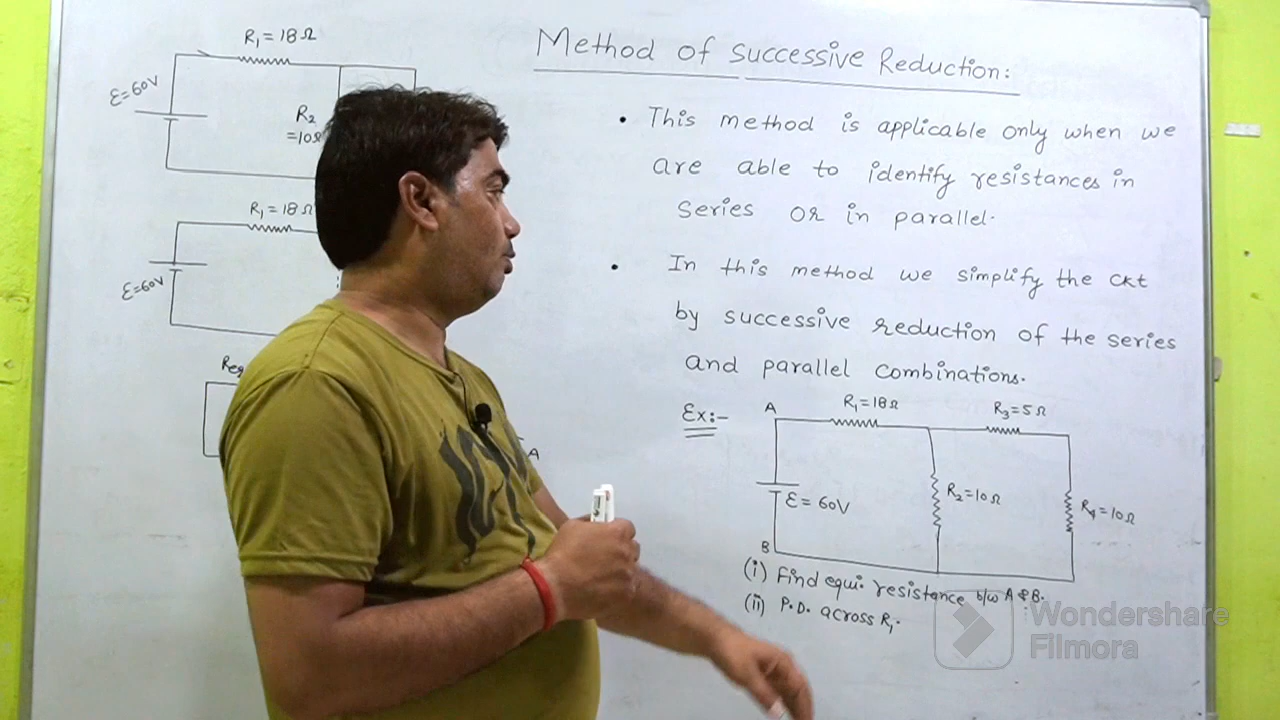 R₁ = 18 Ω
ε = 60V
R₂
= 10Ω
R₁ = 18 Ω
ε = 60V
A
Method of Successive Reduction:
• This method is applicable only when we
are able to identify resistances in
Series or in parallel.
• In this method we simplify the ckt
by successive reduction of the series
and parallel combinations.
Ex:-
A
R₁ = 18Ω
R₃ = 5Ω
ε = 60V
R₂ = 10Ω
R₄ = 10Ω
B
(i) Find equi. resistance b/w A & B.
(ii) P.D. across R₁.
Wondershare
Filmora